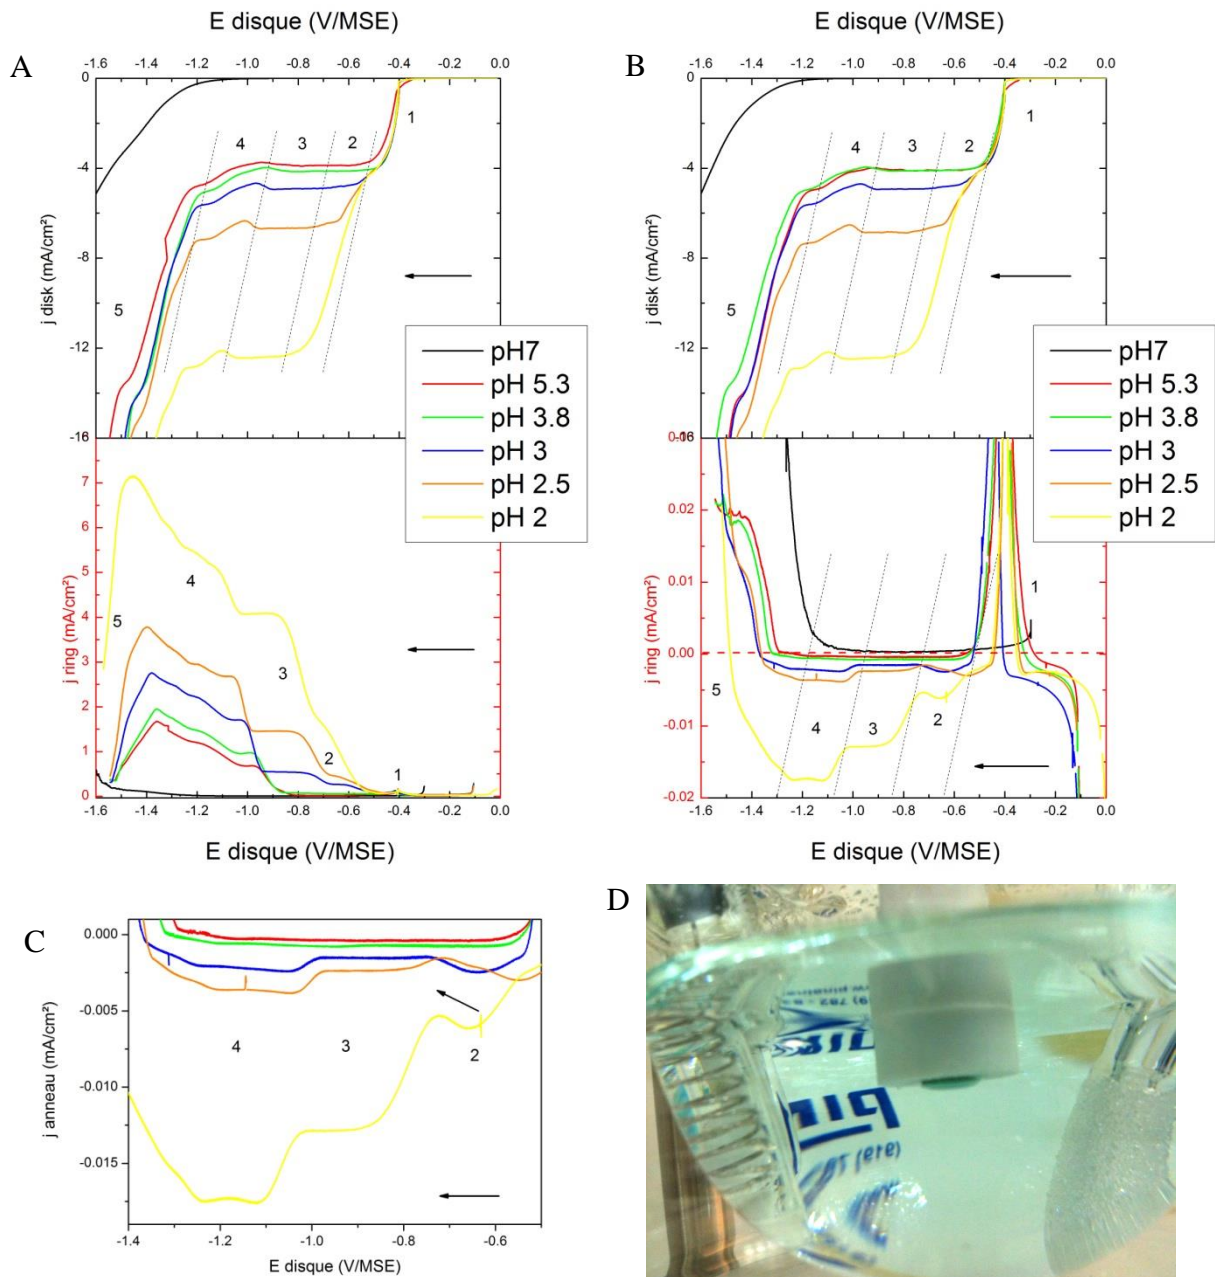 E disque (V/MSE)
E disque (V/MSE)
A
B
-1.6 -1.4 -1.2 -1.0 -0.8 -0.6 -0.4 -0.2 0.0
-1.6 -1.4 -1.2 -1.0 -0.8 -0.6 -0.4 -0.2 0.0
0
-4
-8
-12
-16
j disk (mA/cm²)
1
2
3
4
5
0
-4
-8
-12
j disk (mA/cm²)
1
2
3
4
5
pH7
pH 5.3
pH 3.8
pH 3
pH 2.5
pH 2
pH7
pH 5.3
pH 3.8
pH 3
pH 2.5
pH 2
7
6
5
4
3
2
1
0
j ring (mA/cm²)
5
4
3
2
1
0.02
0.01
0.00
-0.01
-0.02
j ring (mA/cm²)
1
5
4
3
2
-1.6 -1.4 -1.2 -1.0 -0.8 -0.6 -0.4 -0.2 0.0
-1.6 -1.4 -1.2 -1.0 -0.8 -0.6 -0.4 -0.2 0.0
E disque (V/MSE)
E disque (V/MSE)
C
D
0.000
-0.005
-0.010
-0.015
j anneau (mA/cm²)
4
3
2
-1.4 -1.2 -1.0 -0.8 -0.6
E disque (V/MSE)